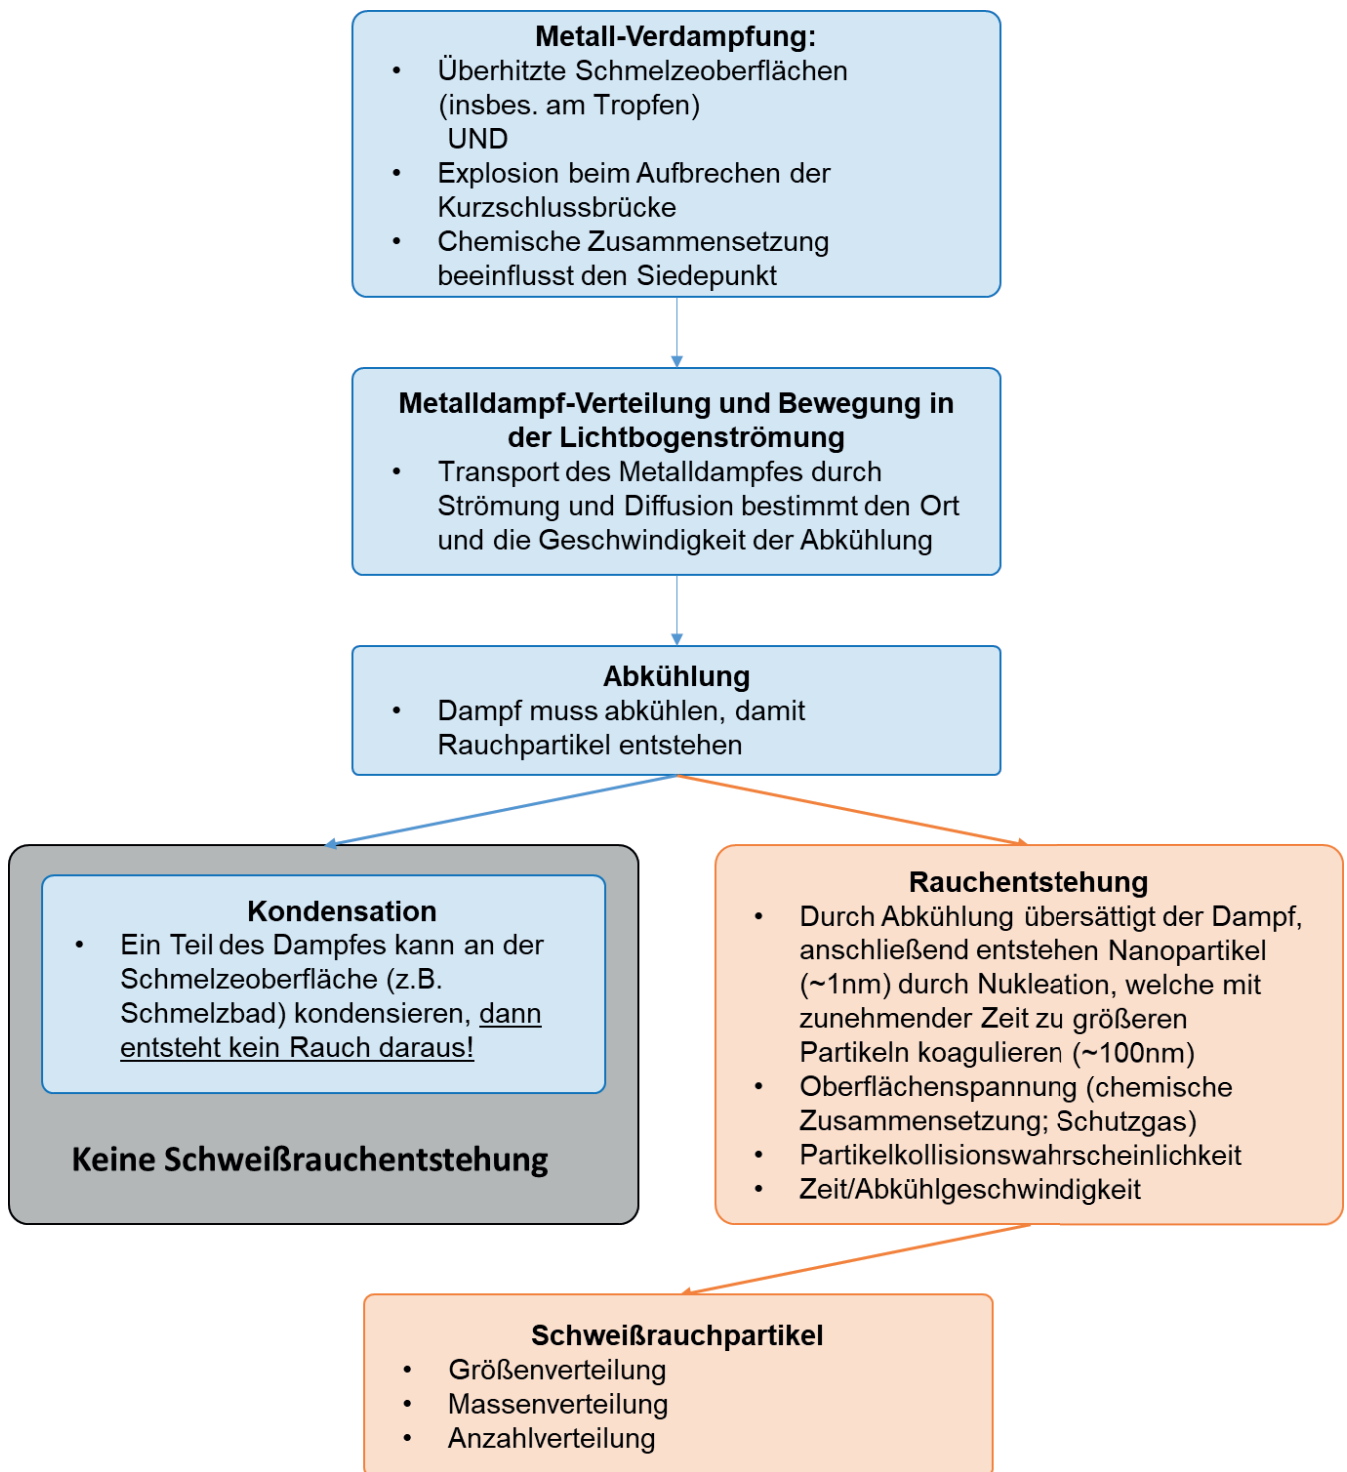 Metall-Verdampfung:
• Überhitzte Schmelzeoberflächen
(insbes. am Tropfen)
UND
• Explosion beim Aufbrechen der
Kurzschlussbrücke
• Chemische Zusammensetzung
beeinflusst den Siedepunkt
Metalldampf-Verteilung und Bewegung in
der Lichtbogenströmung
• Transport des Metalldampfes durch
Strömung und Diffusion bestimmt den Ort
und die Geschwindigkeit der Abkühlung
Abkühlung
• Dampf muss abkühlen, damit
Rauchpartikel entstehen
Kondensation
• Ein Teil des Dampfes kann an der
Schmelzeoberfläche (z.B.
Schmelzbad) kondensieren, dann
entsteht kein Rauch daraus!
Keine Schweißrauchentstehung
Rauchentstehung
• Durch Abkühlung übersättigt der Dampf,
anschließend entstehen Nanopartikel
(~1nm) durch Nukleation, welche mit
zunehmender Zeit zu größeren
Partikeln koagulieren (~100nm)
• Oberflächenspannung (chemische
Zusammensetzung; Schutzgas)
• Partikelkollisionswahrscheinlichkeit
• Zeit/Abkühlgeschwindigkeit
Schweißrauchpartikel
• Größenverteilung
• Massenverteilung
• Anzahlverteilung